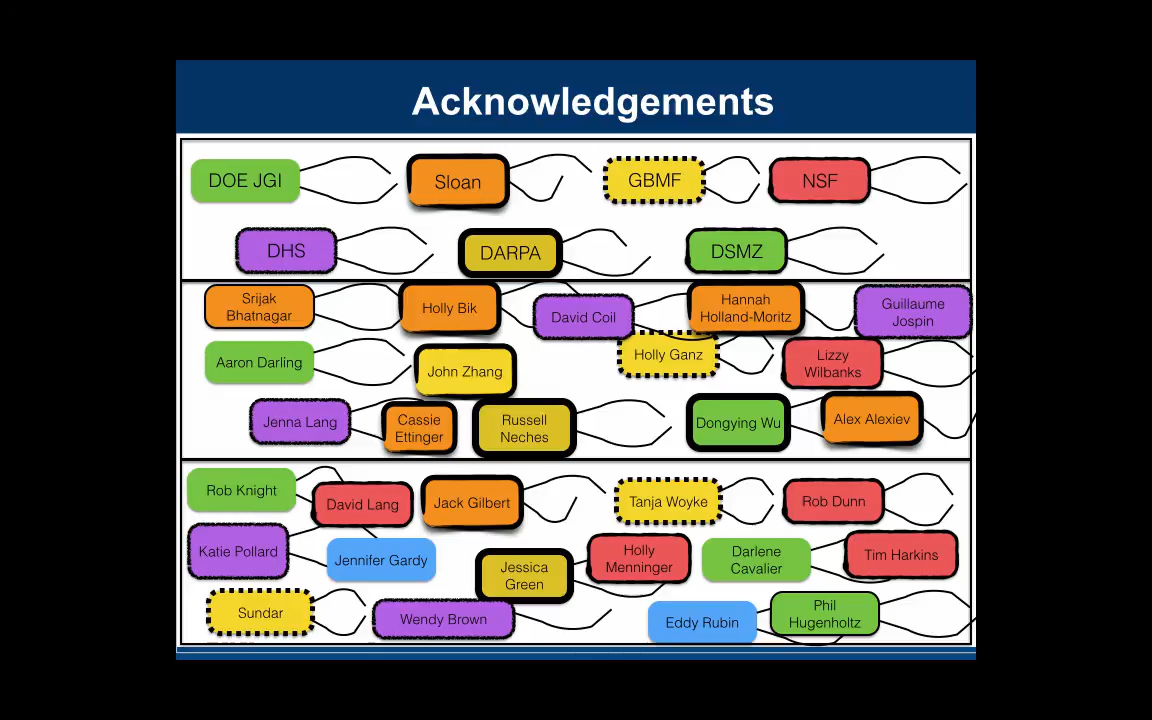 Acknowledgements
DOE JGI
Sloan
GBMF
NSF
DHS
DARPA
DSMZ
Srijak
Bhatnagar
Holly Bik
David Coil
Hannah
Holland-Moritz
Guillaume
Jospin
Aaron Darling
John Zhang
Holly Ganz
Lizzy
Wilbanks
Jenna Lang
Cassie
Ettinger
Russell
Neches
Dongying Wu
Alex Alexiev
Rob Knight
David Lang
Jack Gilbert
Tanja Woyke
Rob Dunn
Katie Pollard
Jennifer Gardy
Jessica
Green
Holly
Menninger
Darlene
Cavalier
Tim Harkins
Sundar
Wendy Brown
Eddy Rubin
Phil
Hugenholtz